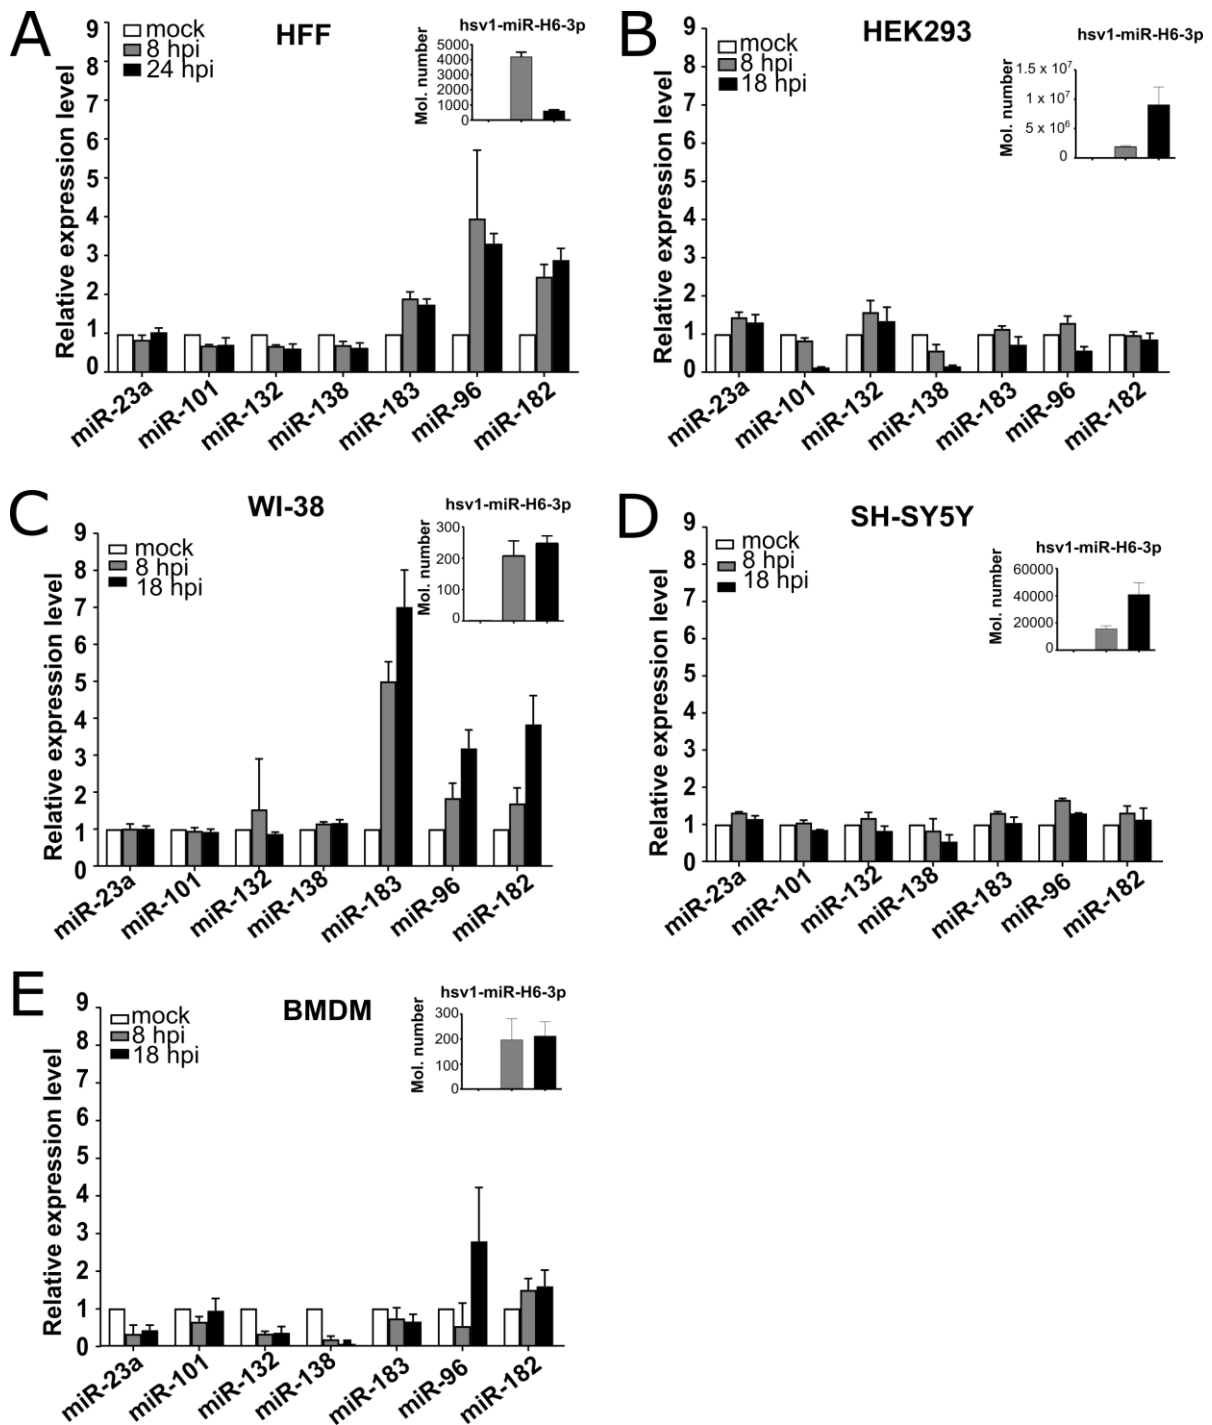 A
HFF
mock
8 hpi
24 hpi
hsv1-miR-H6-3p
Mol. number
5000
4000
3000
2000
1000
0
Relative expression level
9
8
7
6
5
4
3
2
1
0
miR-23a
miR-101
miR-132
miR-138
miR-183
miR-96
miR-182
B
HEK293
mock
8 hpi
18 hpi
hsv1-miR-H6-3p
Mol. number
1.5 x 10⁷
1 x 10⁷
5 x 10⁶
0
Relative expression level
9
8
7
6
5
4
3
2
1
0
miR-23a
miR-101
miR-132
miR-138
miR-183
miR-96
miR-182
C
WI-38
mock
8 hpi
18 hpi
hsv1-miR-H6-3p
Mol. number
300
200
100
0
Relative expression level
9
8
7
6
5
4
3
2
1
0
miR-23a
miR-101
miR-132
miR-138
miR-183
miR-96
miR-182
D
SH-SY5Y
mock
8 hpi
18 hpi
hsv1-miR-H6-3p
Mol. number
60000
40000
20000
0
Relative expression level
9
8
7
6
5
4
3
2
1
0
miR-23a
miR-101
miR-132
miR-138
miR-183
miR-96
miR-182
E
BMDM
mock
8 hpi
18 hpi
hsv1-miR-H6-3p
Mol. number
300
200
100
0
Relative expression level
9
8
7
6
5
4
3
2
1
0
miR-23a
miR-101
miR-132
miR-138
miR-183
miR-96
miR-182